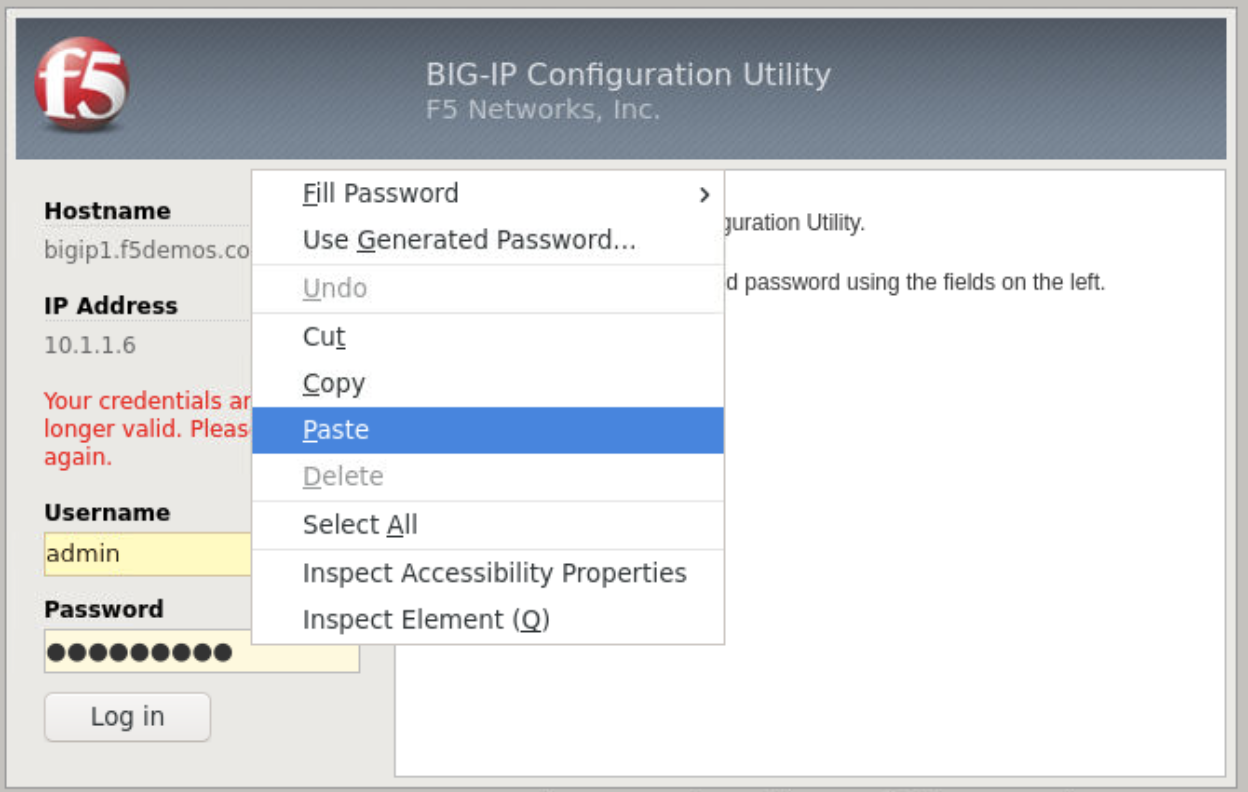 f5
BIG-IP Configuration Utility
F5 Networks, Inc.
Hostname
bigip1.f5demos.co
IP Address
10.1.1.6
Your credentials
longer valid.
again.
Username
admin
Password
Log in
Fill Password
Use Generated Password...
Undo
Cut
Copy
Paste
Delete
Select All
Inspect Accessibility Properties
Inspect Element (Q)
guration Utility.
d password using the fields on the left.